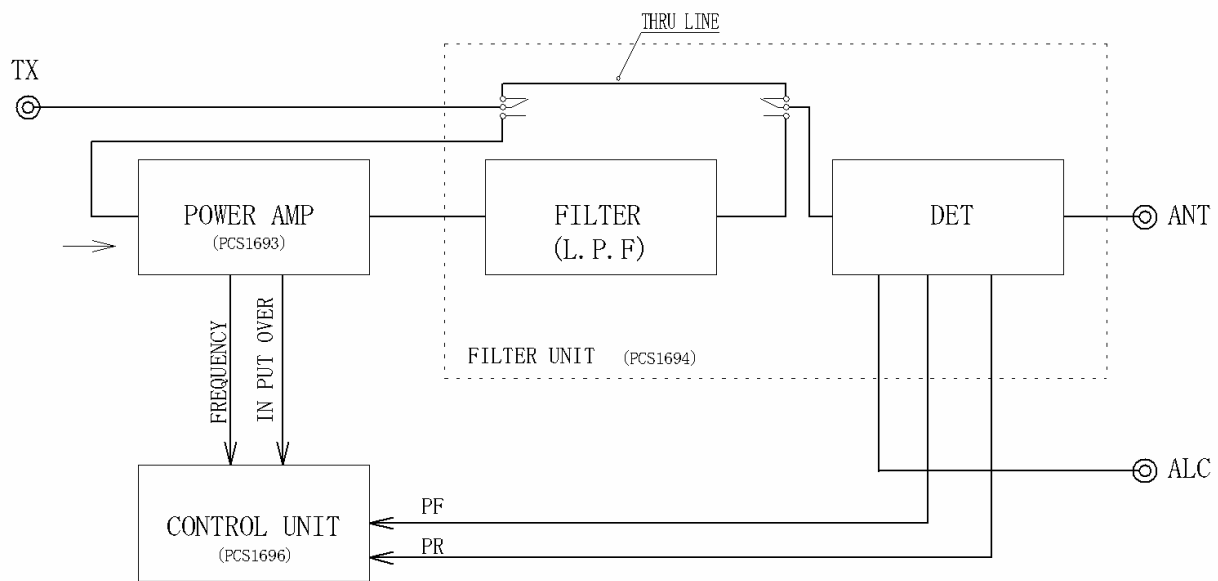 THRU LINE
TX
POWER AMP
(PCS1693)
FILTER
(L.P.F)
DET
ANT
FILTER UNIT (PCS1694)
FREQUENCY
IN PUT OVER
ALC
CONTROL UNIT
(PCS1696)
PF
PR